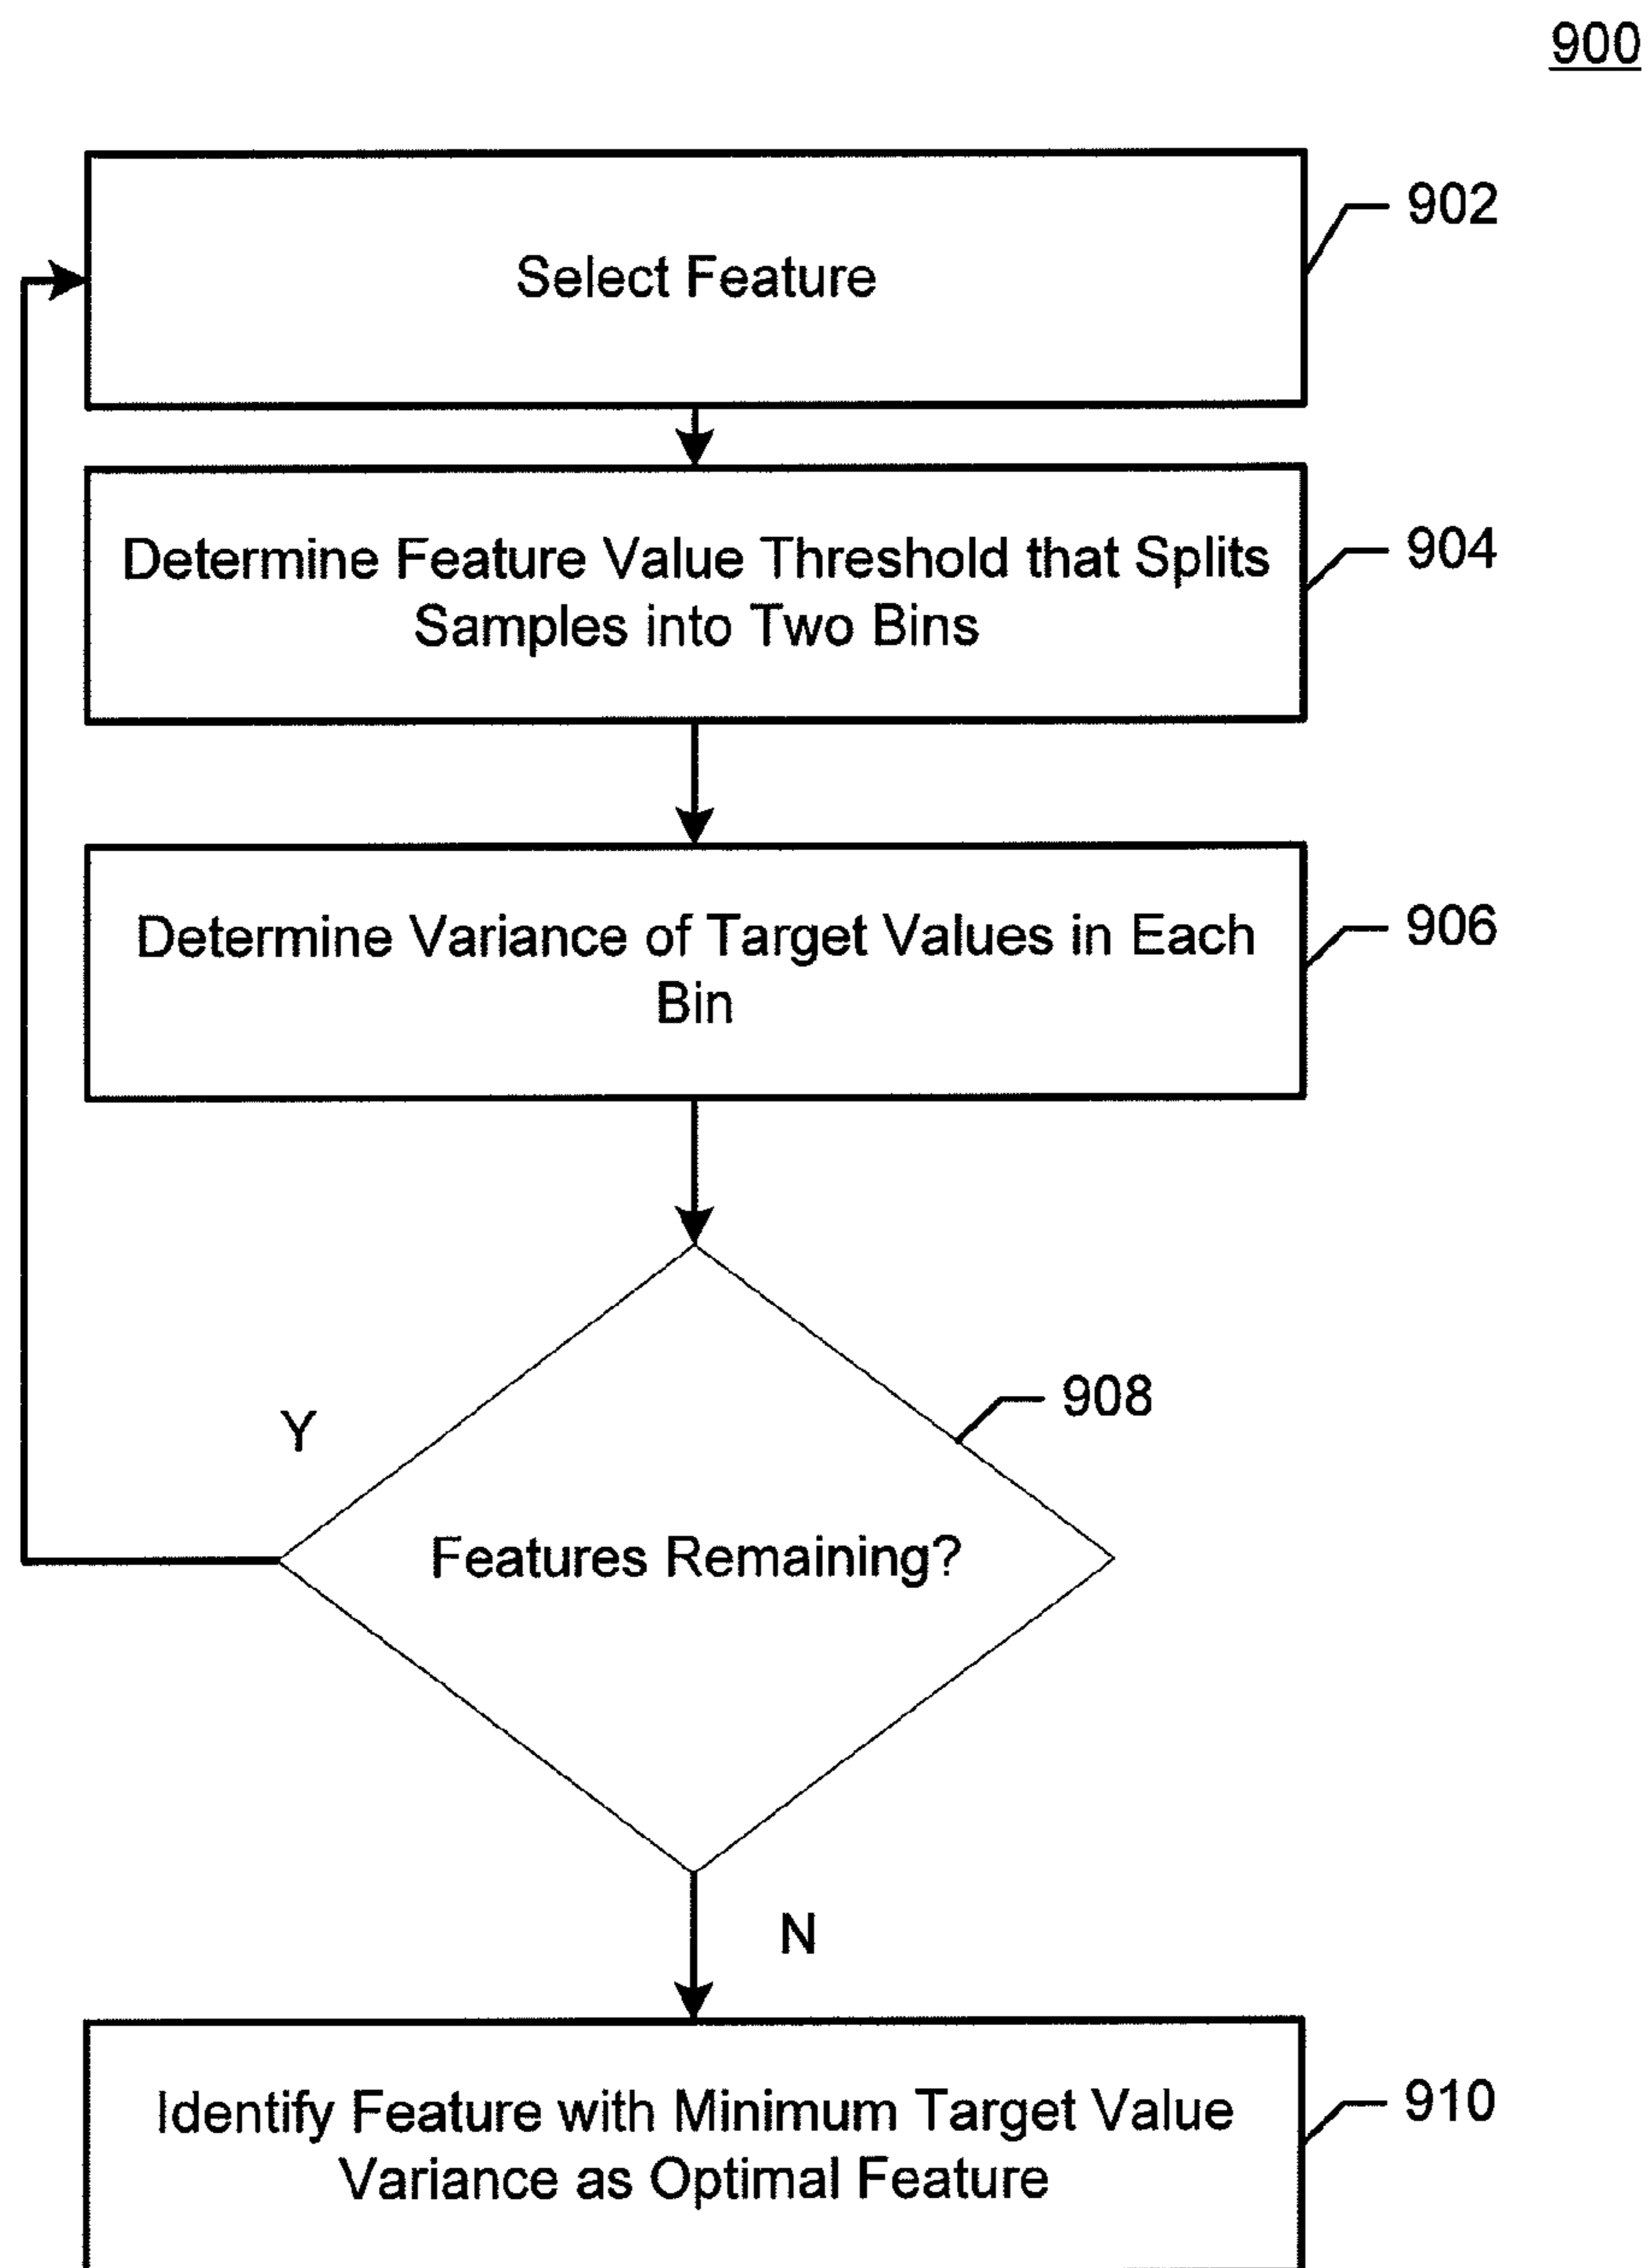 900
Select Feature
902
Determine Feature Value Threshold that Splits
Samples into Two Bins
904
Determine Variance of Target Values in Each
Bin
906
908
Y
Features Remaining?
N
Identify Feature with Minimum Target Value
Variance as Optimal Feature
910